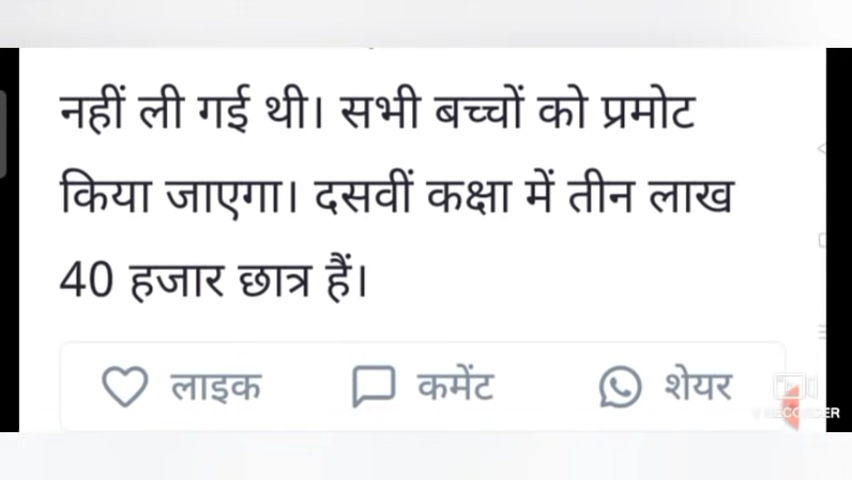 नहीं ली गई थी। सभी बच्चों को प्रमोट
किया जाएगा। दसवीं कक्षा में तीन लाख
40 हजार छात्र हैं।
लाइक कमेंट शेयर